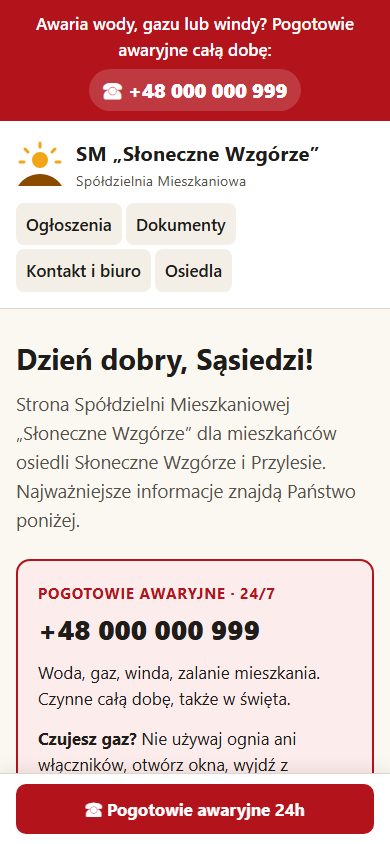 Awaria wody, gazu lub windy? Pogotowie
awaryjne całą dobę:
☎ +48 000 000 999
SM „Słoneczne Wzgórze”
Spółdzielnia Mieszkaniowa
Ogłoszenia
Dokumenty
Kontakt i biuro
Osiedla
Dzień dobry, Sąsiedzi!
Strona Spółdzielni Mieszkaniowej
„Słoneczne Wzgórze” dla mieszkańców
osiedli Słoneczne Wzgórze i Przylesie.
Najważniejsze informacje znajdą Państwo
poniżej.
POGOTOWIE AWARYJNE · 24/7
+48 000 000 999
Woda, gaz, winda, zalanie mieszkania.
Czynne całą dobę, także w święta.
Czujesz gaz? Nie używaj ognia ani
włączników, otwórz okna, wyjdź z
☎ Pogotowie awaryjne 24h